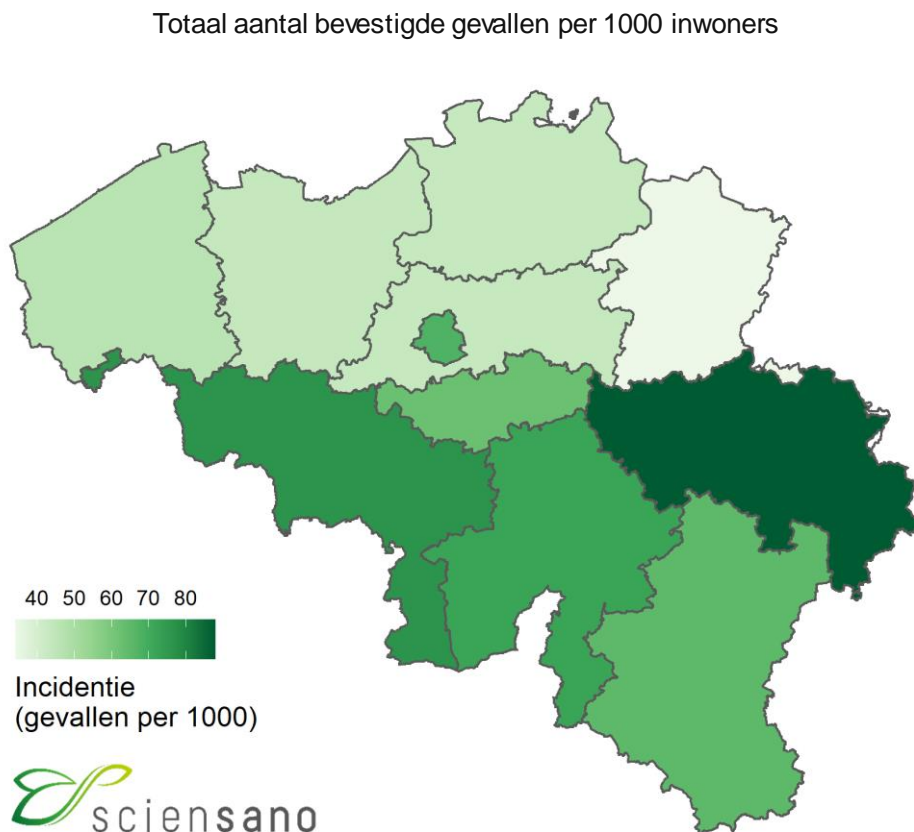 Totaal aantal bevestigde gevallen per 1000 inwoners
40 50 60 70 80
Incidentie
(gevallen per 1000)
sciensano